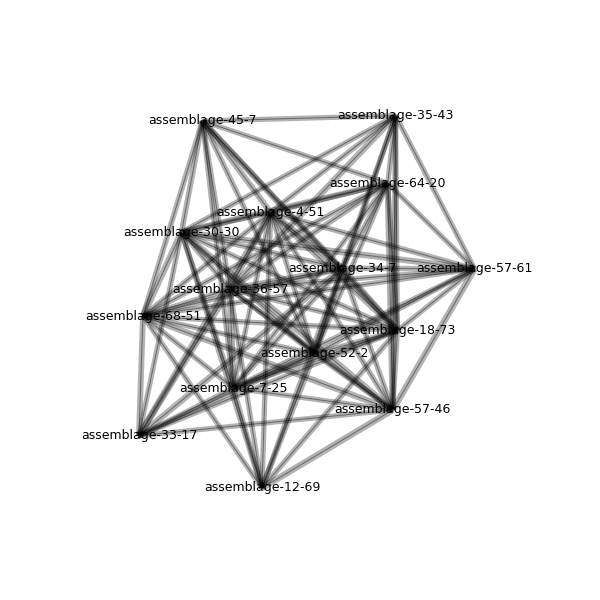 assemblage-35-43
assemblage-45-7
assemblage-64-20
assemblage-4-51
assemblage-30-30
assemblage-34-7
assemblage-57-61
assemblage-36-57
assemblage-68-51
assemblage-18-73
assemblage-52-2
assemblage-7-25
assemblage-57-46
assemblage-33-17
assemblage-12-69